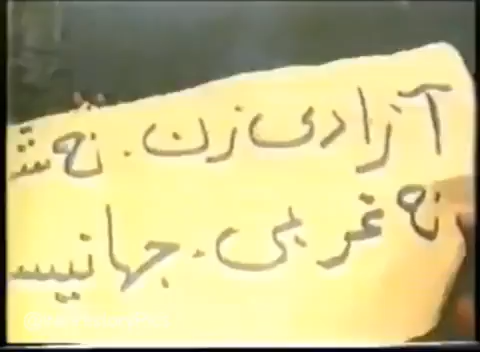 آزادی زن. نه ش
نه غربی. جهانیس